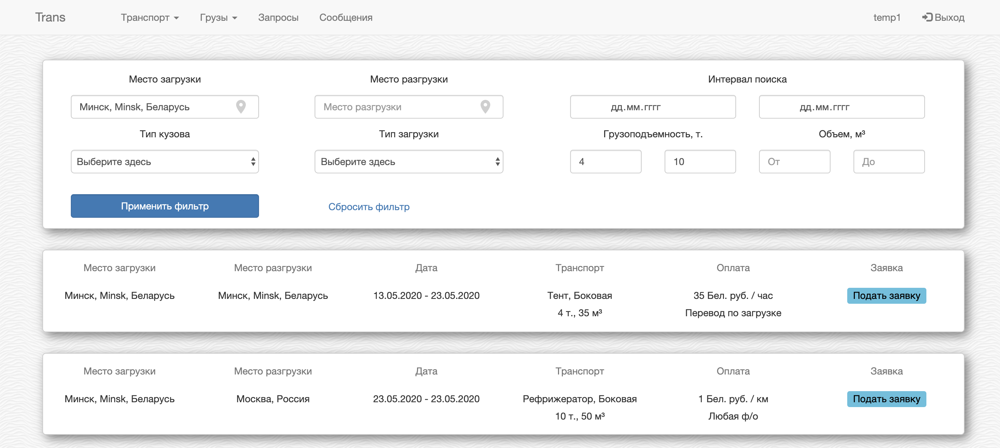 Trans Транспорт Грузы Запросы Сообщения temp1 Выход
Место загрузки Место разгрузки Интервал поиска
Минск, Minsk, Беларусь Место разгрузки дд.мм.гггг дд.мм.гггг
Тип кузова Тип загрузки Грузоподъемность, т. Объем, м³
Выберите здесь Выберите здесь 4 10 От До
Применить фильтр Сбросить фильтр
Место загрузки Место разгрузки Дата Транспорт Оплата Заявка
Минск, Minsk, Беларусь Минск, Minsk, Беларусь 13.05.2020 - 23.05.2020 Тент, Боковая 35 Бел. руб. / час Подать заявку
4 т., 35 м³ Перевод по загрузке
Место загрузки Место разгрузки Дата Транспорт Оплата Заявка
Минск, Minsk, Беларусь Москва, Россия 23.05.2020 - 23.05.2020 Рефрижератор, Боковая 1 Бел. руб. / км Подать заявку
10 т., 50 м³ Любая ф/о